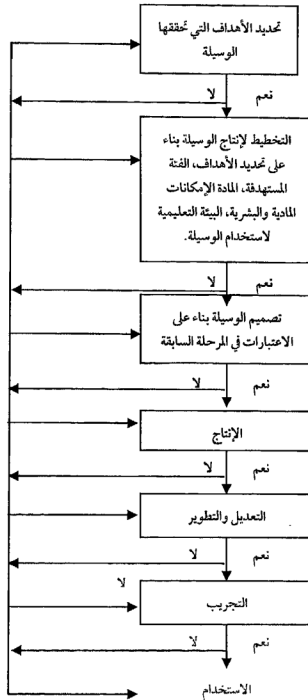 تحديد الأهداف التي تحققها
الوسيلة
نعم
لا
التخطيط لإنتاج الوسيلة بناء
على تحديد الأهداف، الفئة
المستهدفة، المادة الإمكانات
المادية والبشرية، البيئة التعليمية
لاستخدام الوسيلة.
نعم
لا
تصميم الوسيلة بناء على
الاعتبارات في المرحلة السابقة
نعم
لا
الإنتاج
نعم
لا
التعديل والتطوير
نعم
لا
لا
التجريب
نعم
لا
الاستخدام